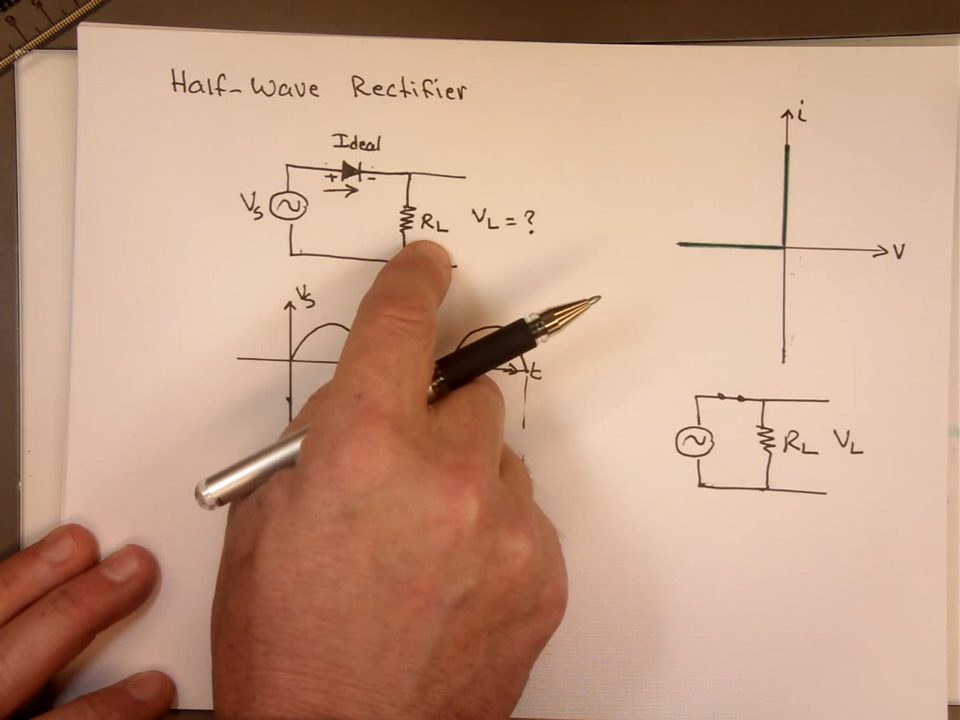 Half-Wave Rectifier
Ideal
+ -
Vs
RL VL = ?
Vs
t
i
V
RL VL